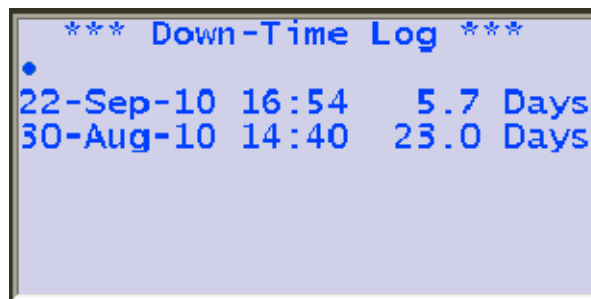 *** Down-Time Log ***
22-Sep-10 16:54 5.7 Days
30-Aug-10 14:40 23.0 Days